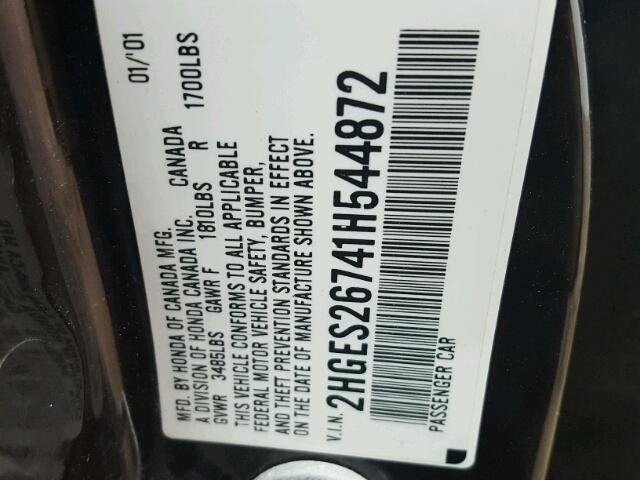 MFD. BY HONDA OF CANADA MFG. 01/'01
A DIVISION OF HONDA CANADA INC. CANADA
GVWR 3485LBS GAWR F 1810LBS R 1700LBS
THIS VEHICLE CONFORMS TO ALL APPLICABLE
FEDERAL MOTOR VEHICLE SAFETY, BUMPER,
AND THEFT PREVENTION STANDARDS IN EFFECT
ON THE DATE OF MANUFACTURE SHOWN ABOVE.
V.I.N. 2HGES26741H544872
PASSENGER CAR